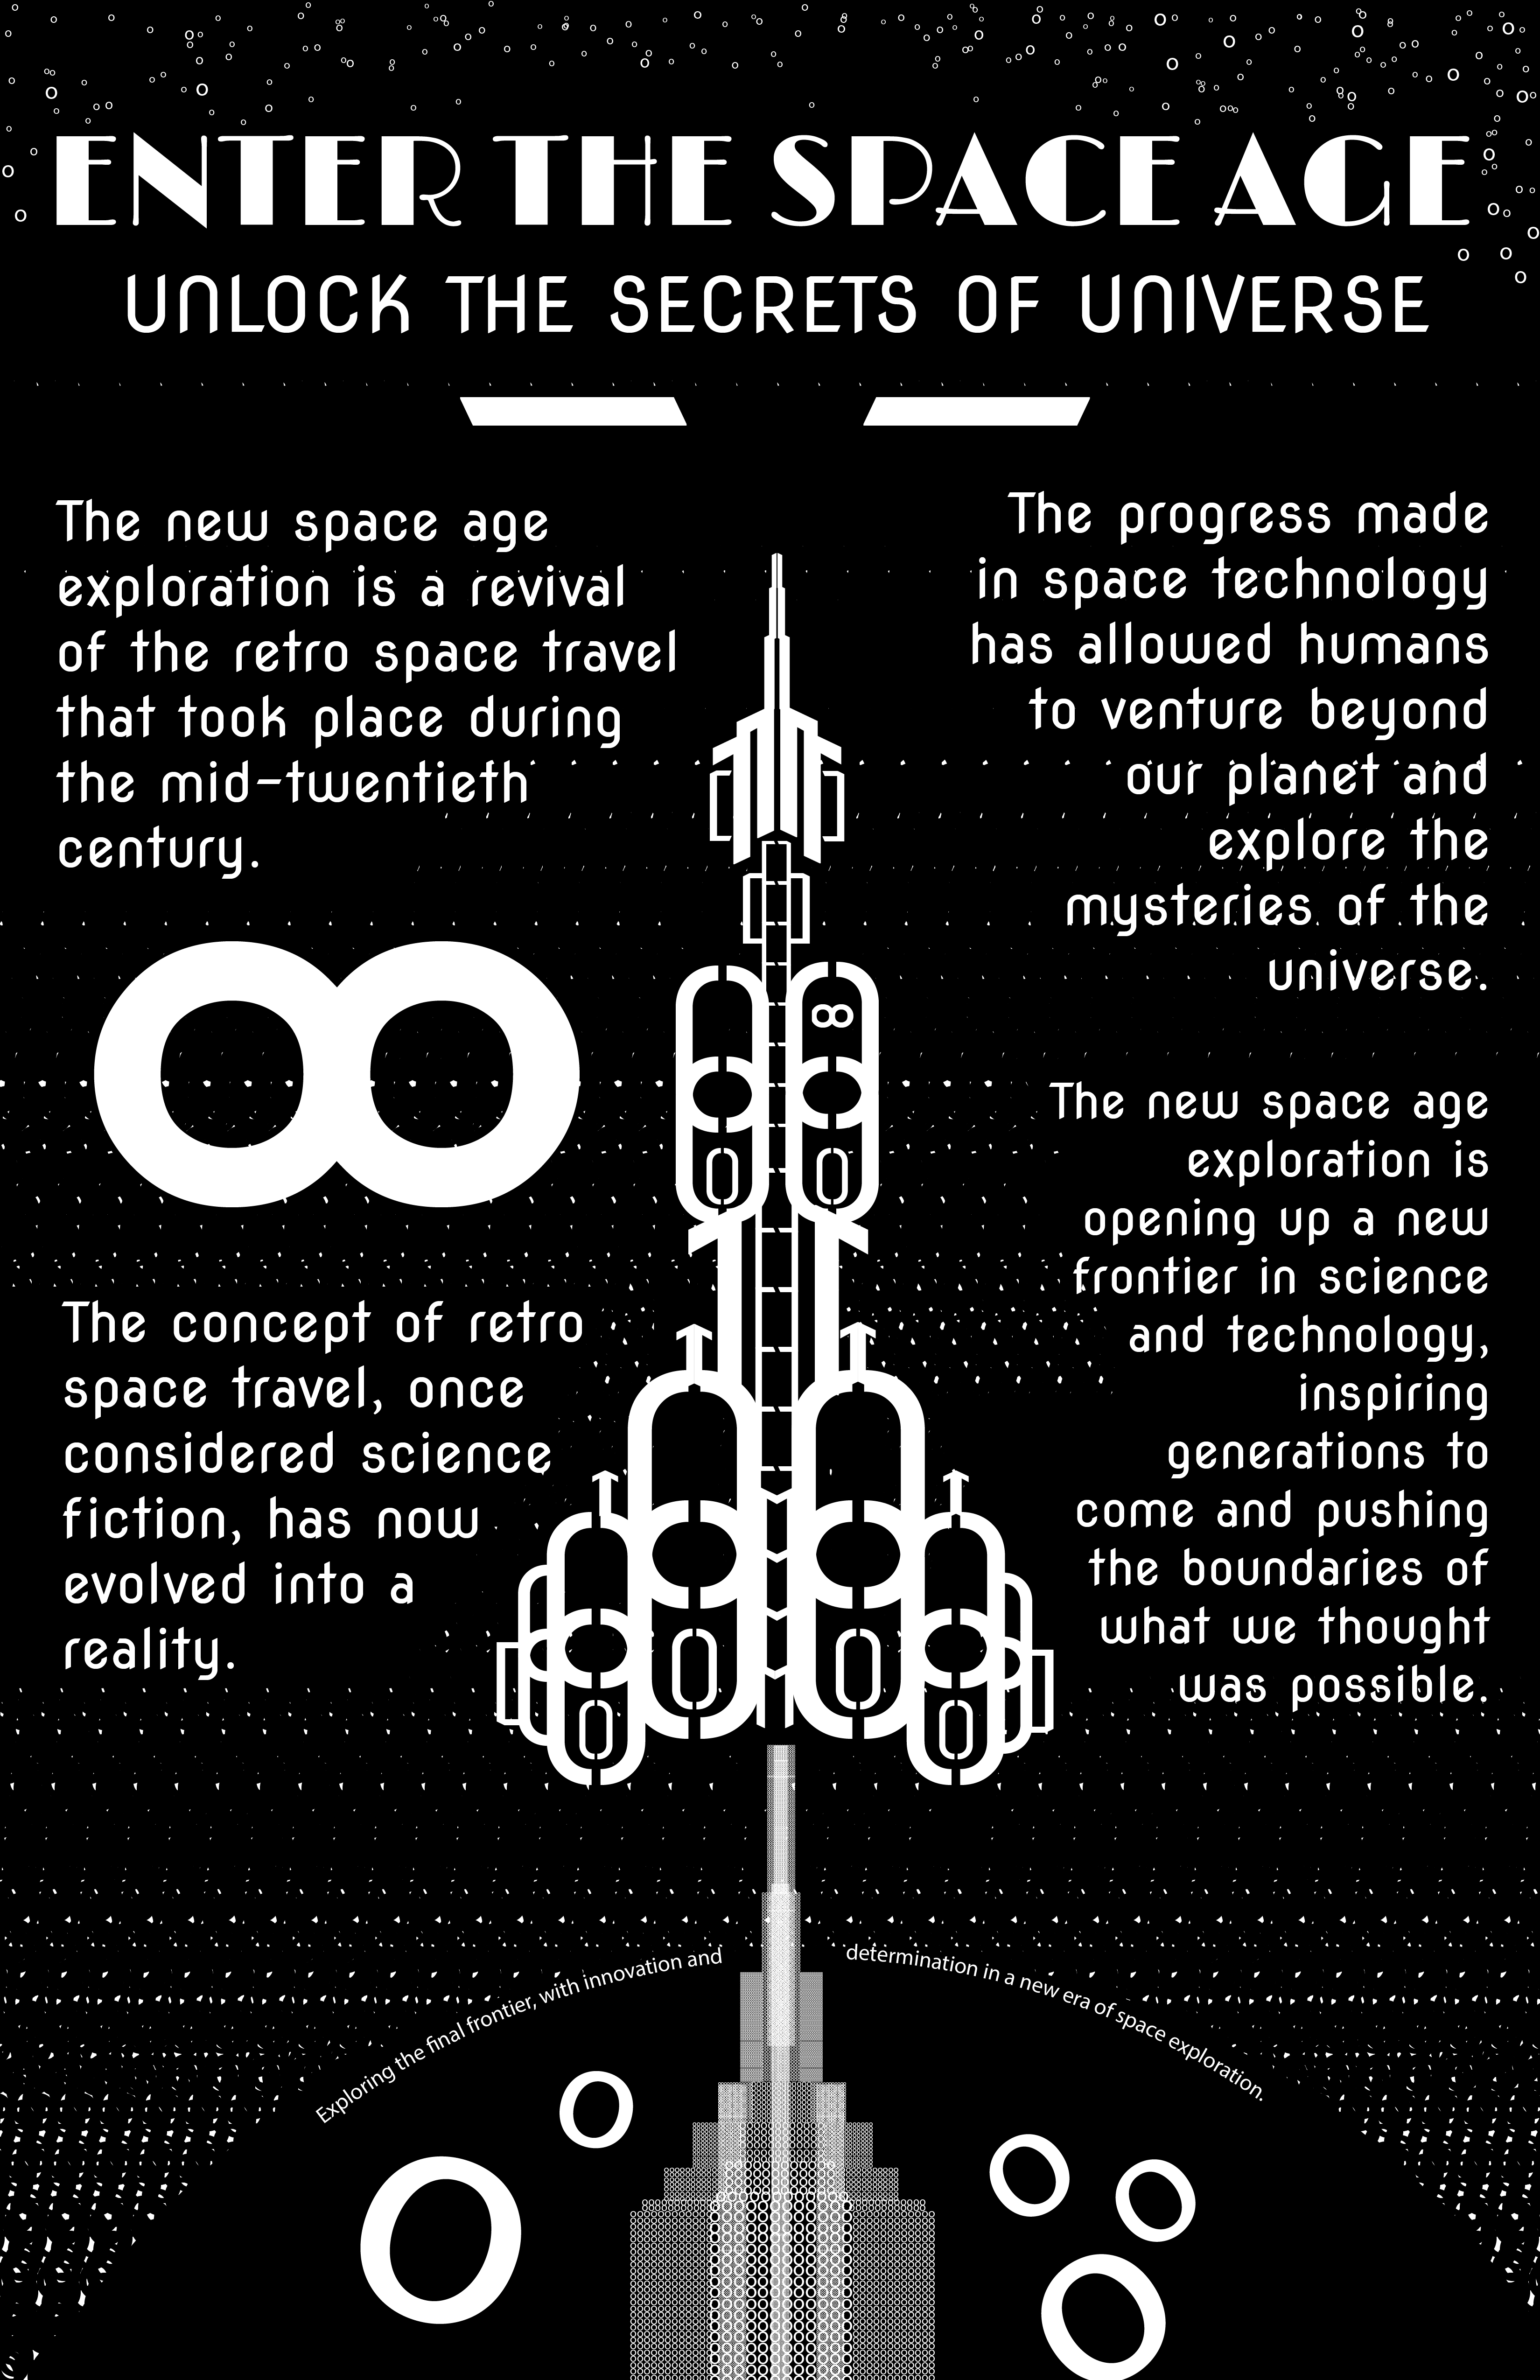 ENTER THE SPACE AGE
UNLOCK THE SECRETS OF UNIVERSE
The new space age
exploration is a revival
of the retro space travel
that took place during
the mid-twentieth
century.
The concept of retro
space travel, once
considered science
fiction, has now
evolved into a
reality.
The progress made
in space technology
has allowed humans
to venture beyond
our planet and
explore the
mysteries of the
universe.
The new space age
exploration is
opening up a new
frontier in science
and technology,
inspiring
generations to
come and pushing
the boundaries of
what we thought
was possible.
Exploring the final frontier, with innovation and determination in a new era of space exploration.